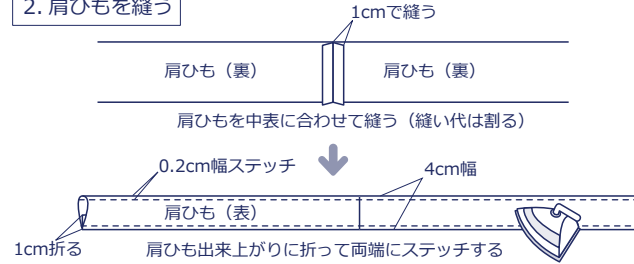 2. 肩ひもを縫う
1cmで縫う
肩ひも（裏）
肩ひも（裏）
肩ひもを中表に合わせて縫う（縫い代は割る）
0.2cm幅ステッチ
4cm幅
肩ひも（表）
1cm折る
肩ひも出来上がりに折って両端にステッチする